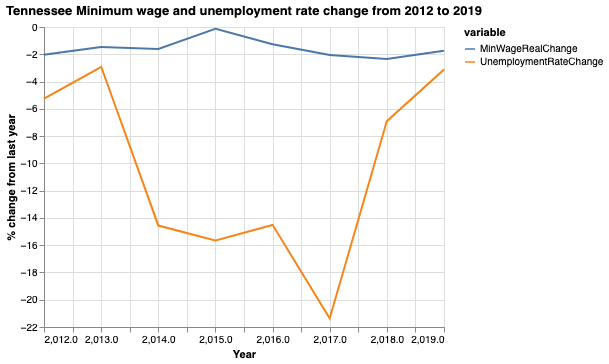 Tennessee Minimum wage and unemployment rate change from 2012 to 2019
variable
MinWageRealChange
UnemploymentRateChange
% change from last year
0
−2
−4
−6
−8
−10
−12
−14
−16
−18
−20
−22
2,012.0 2,013.0 2,014.0 2,015.0 2,016.0 2,017.0 2,018.0 2,019.0
Year